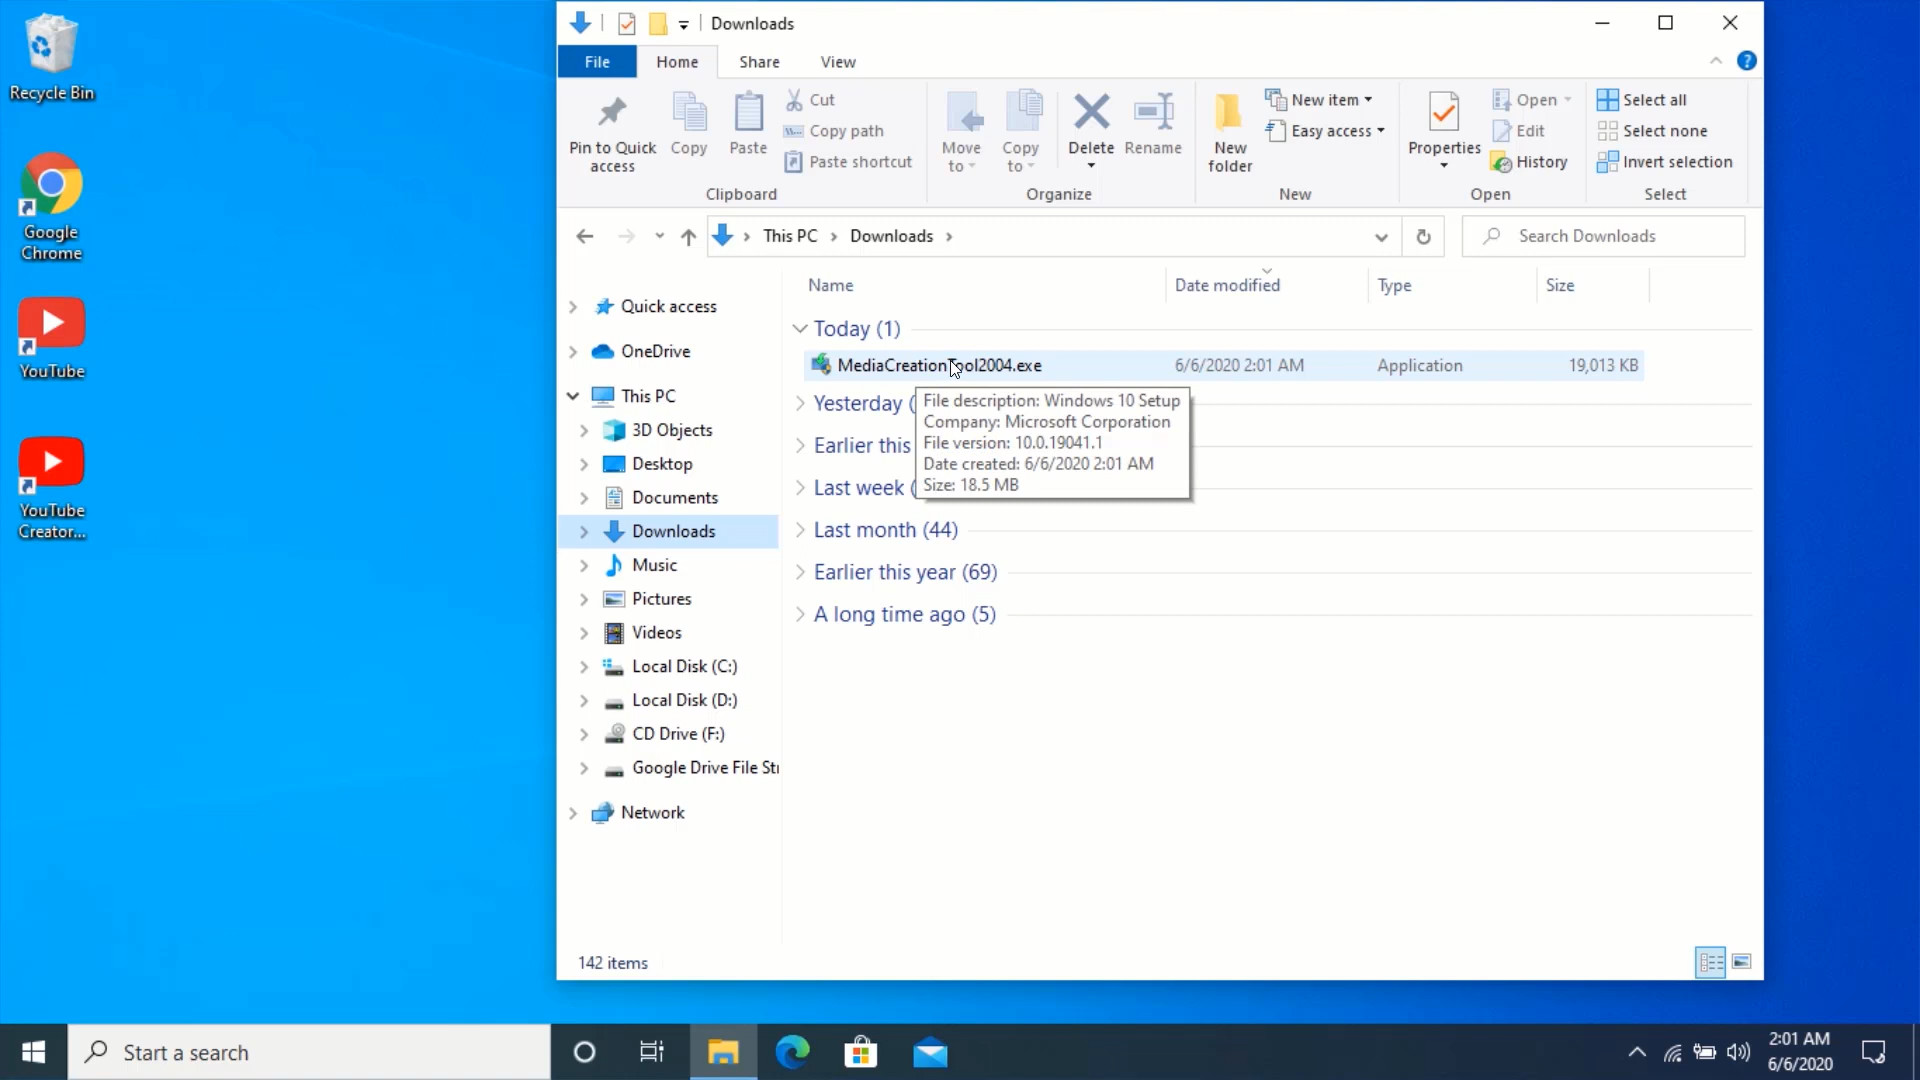 Recycle Bin
Google
Chrome
YouTube
YouTube
Creator...
Downloads
File
Home
Share
View
Pin to Quick
access
Copy
Paste
Cut
Copy path
Paste shortcut
Clipboard
Move
to
Copy
to
Delete
Rename
Organize
New
folder
New item
Easy access
New
Properties
Open
Edit
History
Open
Select all
Select none
Invert selection
Select
This PC
Downloads
Search Downloads
Name
Date modified
Type
Size
Quick access
OneDrive
This PC
3D Objects
Desktop
Documents
Downloads
Music
Pictures
Videos
Local Disk (C:)
Local Disk (D:)
CD Drive (F:)
Google Drive File Str
Network
Today (1)
MediaCreationTool2004.exe
6/6/2020 2:01 AM
Application
19,013 KB
Yesterday (
Earlier this
Last week (
File description: Windows 10 Setup
Company: Microsoft Corporation
File version: 10.0.19041.1
Date created: 6/6/2020 2:01 AM
Size: 18.5 MB
Last month (44)
Earlier this year (69)
A long time ago (5)
142 items
Start a search
2:01 AM
6/6/2020